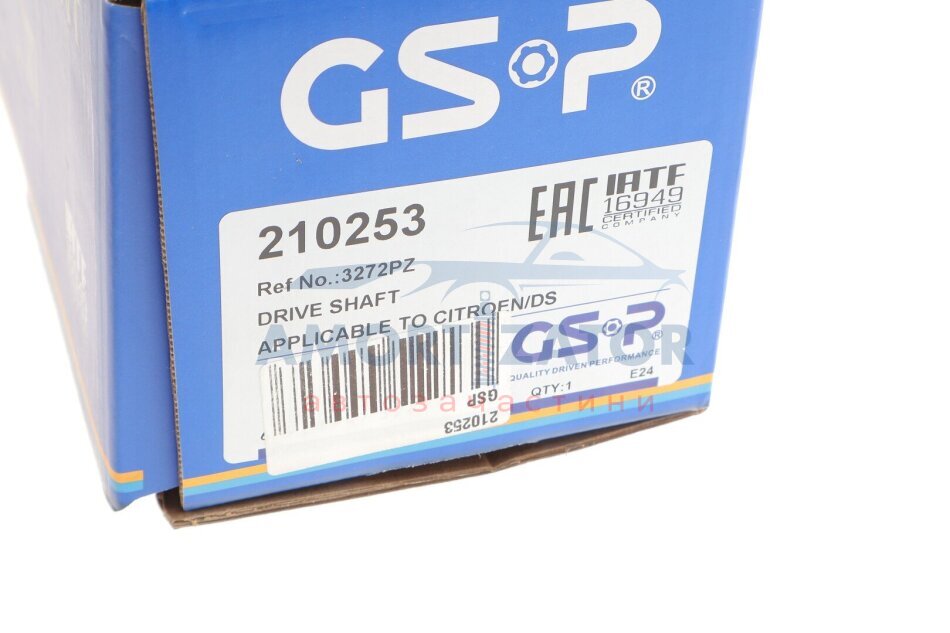 GSP®
210253
EAC
IATF
16949
CERTIFIED
COMPANY
Ref No.:3272PZ
DRIVE SHAFT
APPLICABLE TO CITROEN/DS
AMORTIZATOR
GSP®
QUALITY DRIVEN PERFORMANCE
QTY:1
E24
автозапчастини
GSP
210253